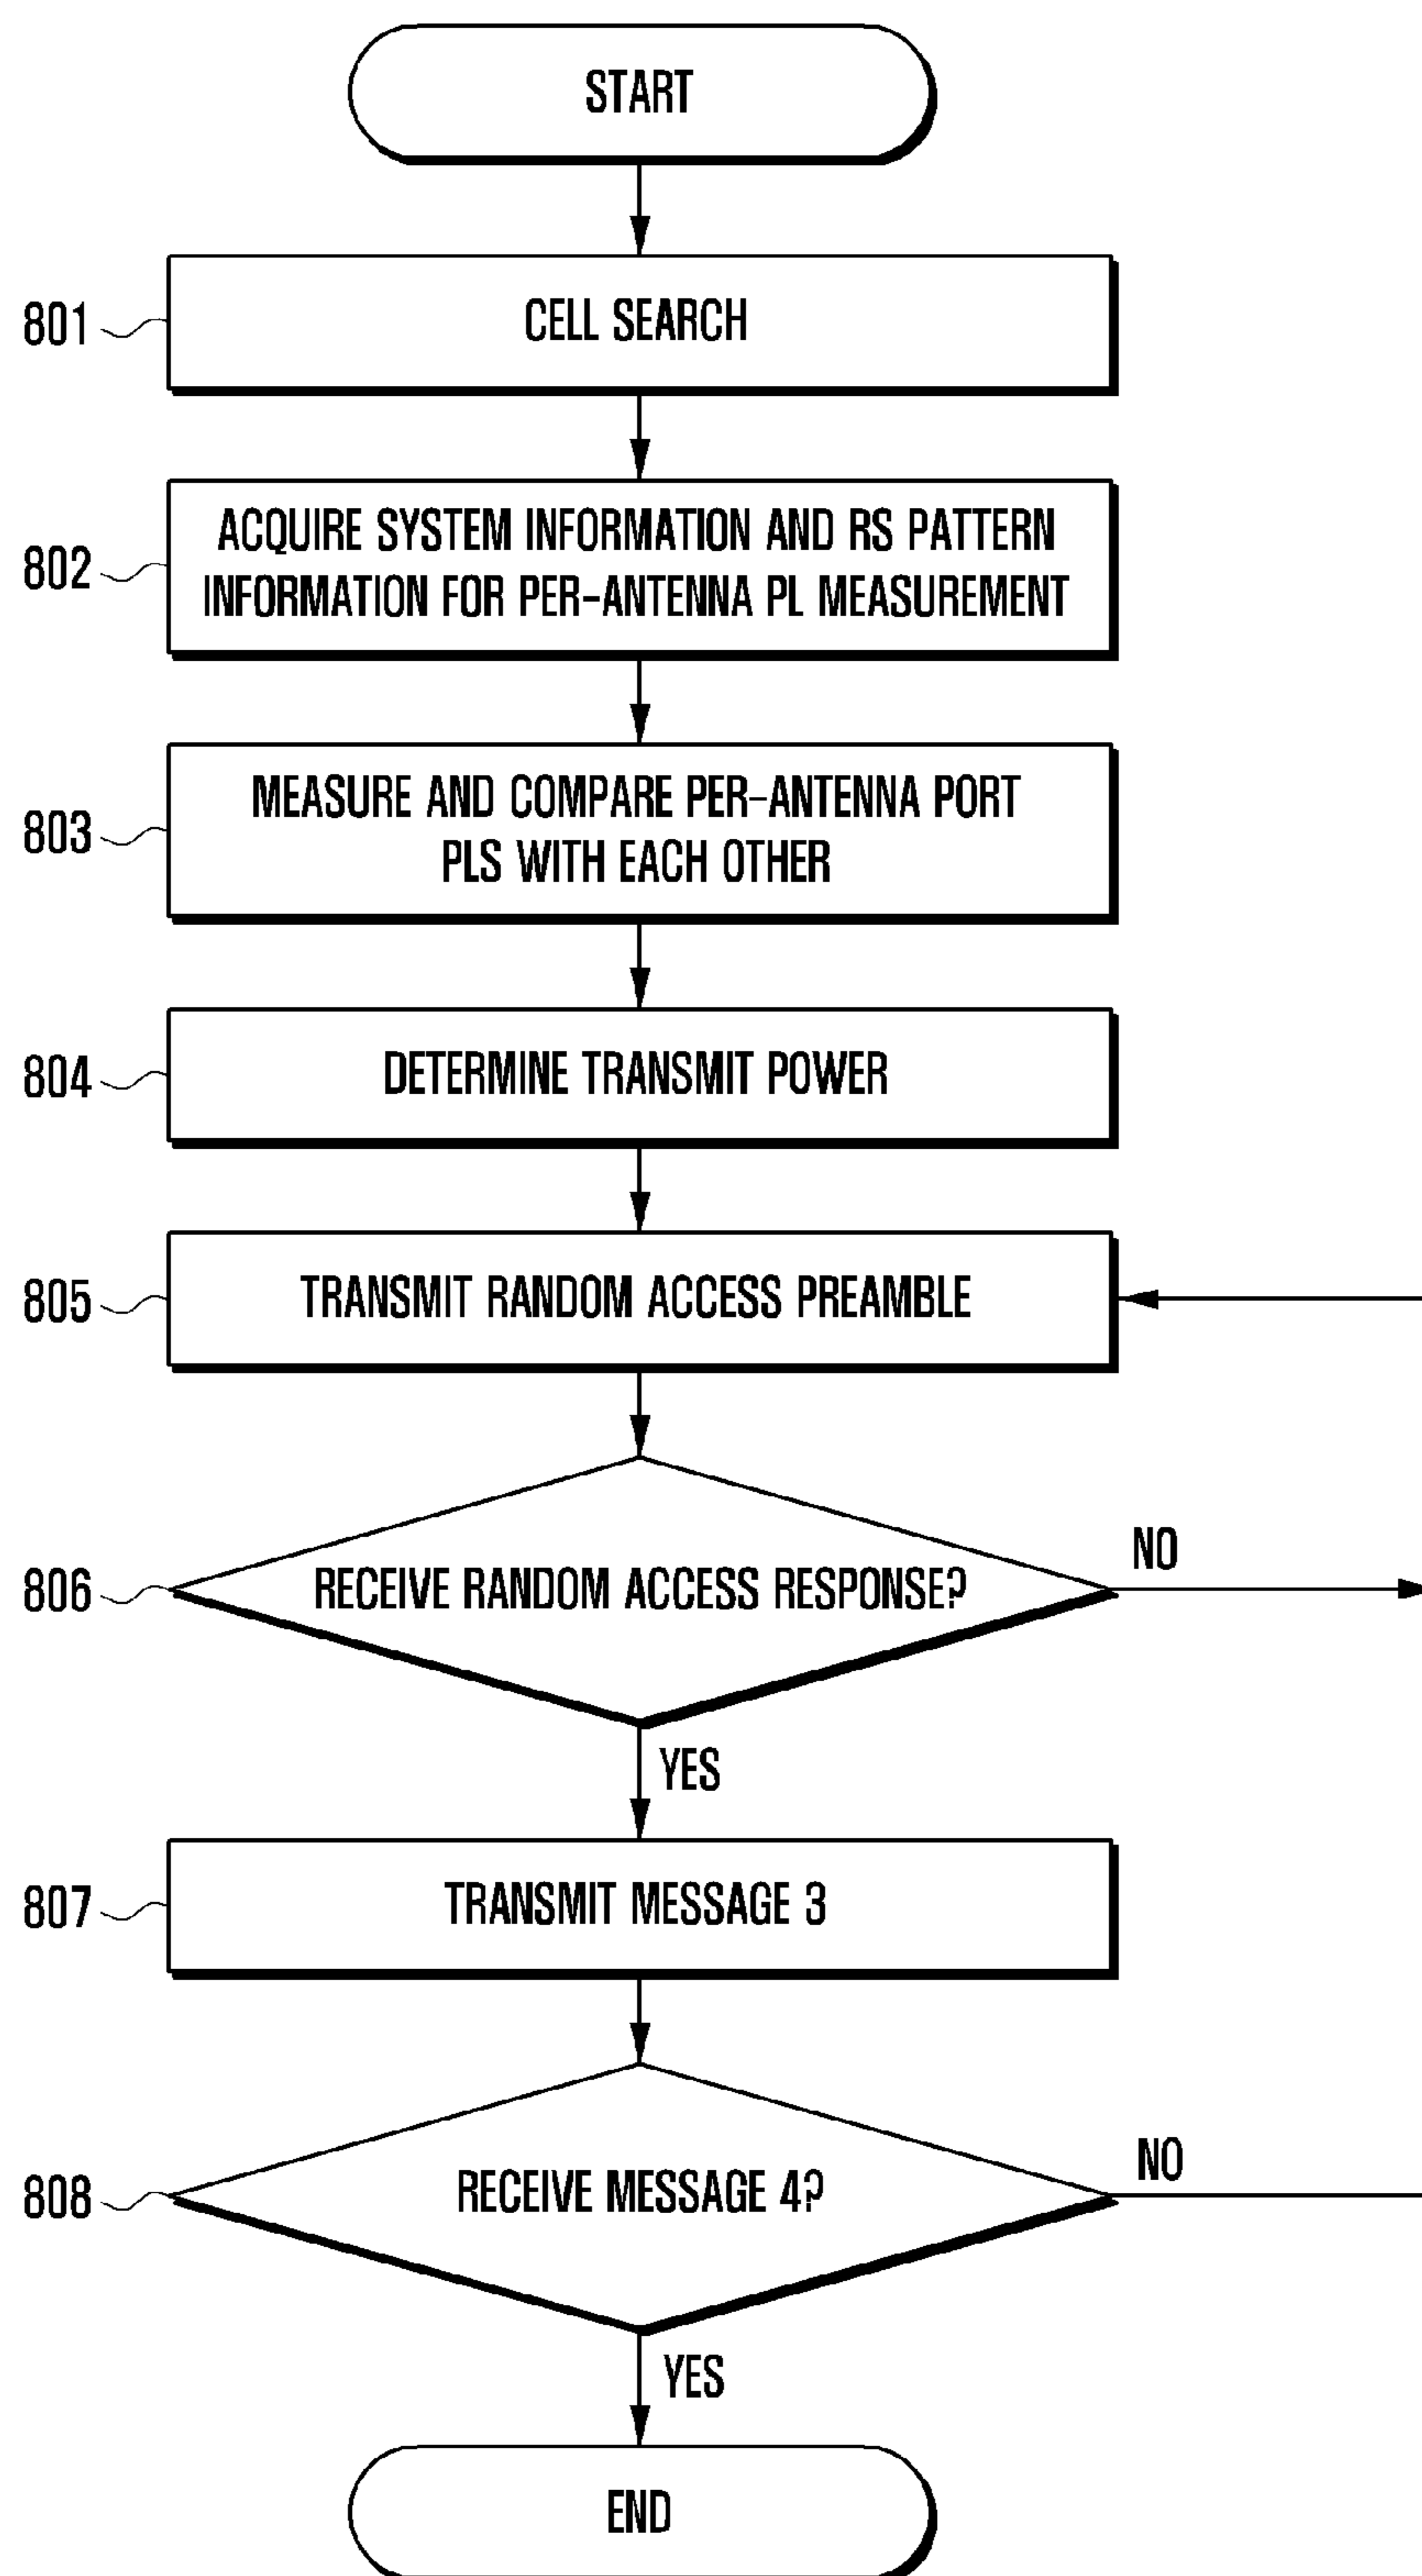 START
801
CELL SEARCH
802
ACQUIRE SYSTEM INFORMATION AND RS PATTERN
INFORMATION FOR PER-ANTENNA PL MEASUREMENT
803
MEASURE AND COMPARE PER-ANTENNA PORT
PLS WITH EACH OTHER
804
DETERMINE TRANSMIT POWER
805
TRANSMIT RANDOM ACCESS PREAMBLE
806
RECEIVE RANDOM ACCESS RESPONSE?
NO
YES
807
TRANSMIT MESSAGE 3
808
RECEIVE MESSAGE 4?
NO
YES
END